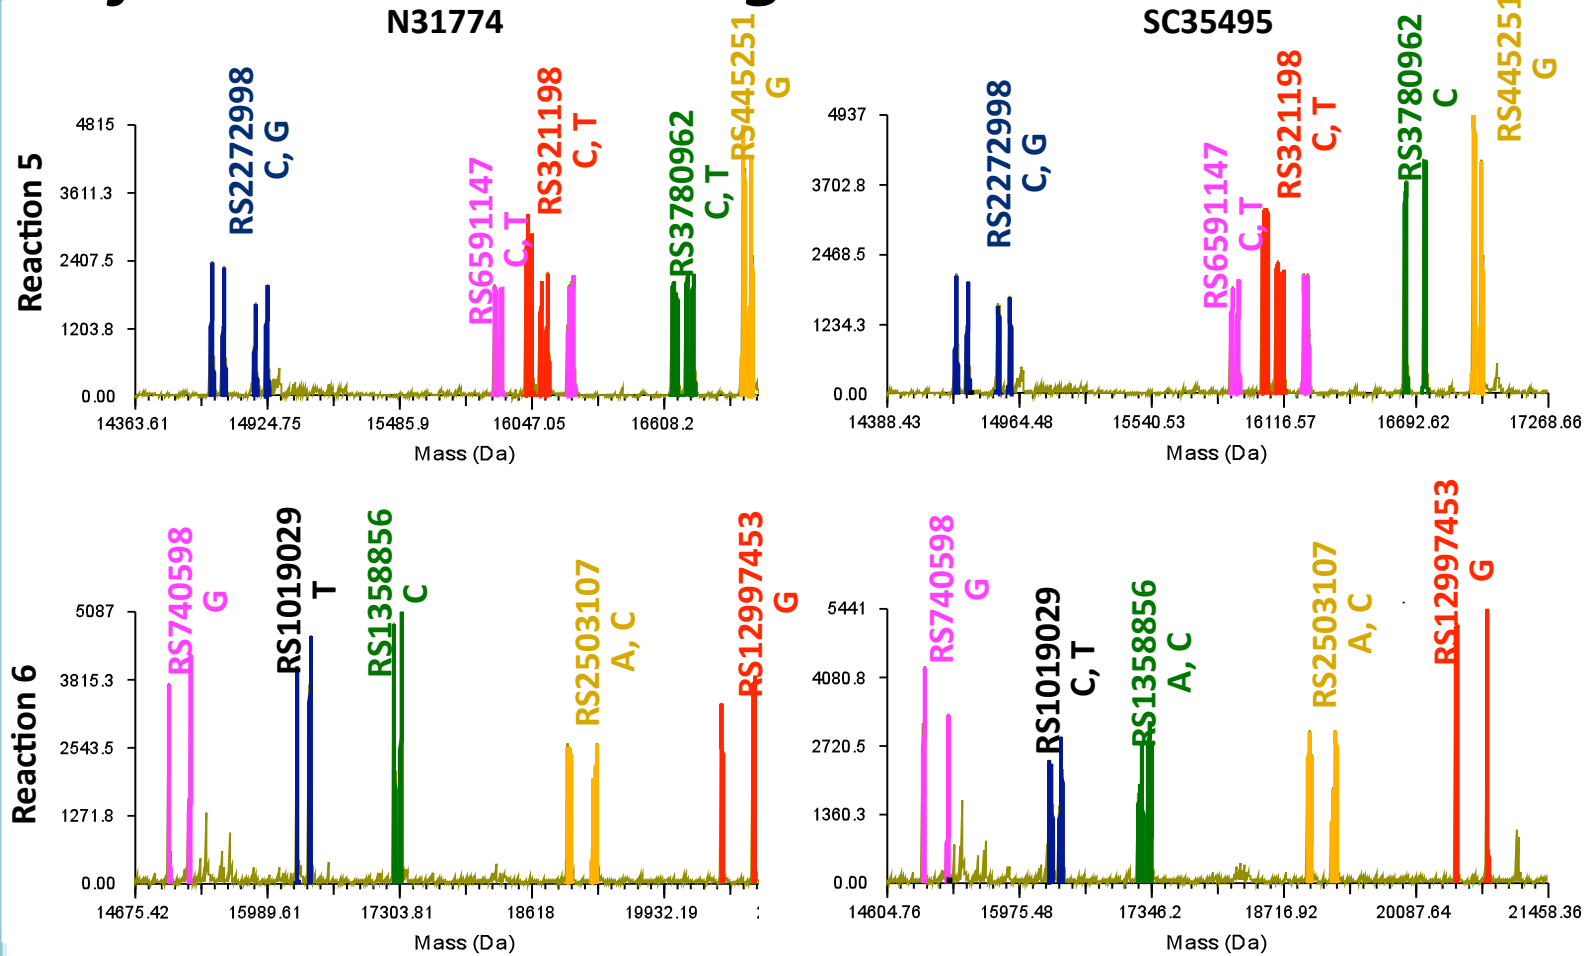 N31774
SC35495
Reaction 5
RS2272998
C, G
RS6591147
C, T
RS321198
C, T
RS3780962
C, T
RS445251
G
4815
3611.3
2407.5
1203.8
0.00
14363.61
14924.75
15485.9
16047.05
16608.2
Mass (Da)
RS2272998
C, G
RS6591147
C, T
RS321198
C, T
RS3780962
C
RS445251
G
4937
3702.8
2468.5
1234.3
0.00
14388.43
14964.48
15540.53
16116.57
16692.62
17268.66
Mass (Da)
Reaction 6
RS740598
G
RS1019029
T
RS1358856
C
RS2503107
A, C
RS12997453
G
5087
3815.3
2543.5
1271.8
0.00
14675.42
15989.61
17303.81
18618
19932.19
Mass (Da)
RS740598
G
RS1019029
C, T
RS1358856
A, C
RS2503107
A, C
RS12997453
G
5441
4080.8
2720.5
1360.3
0.00
14604.76
15975.48
17346.2
18716.92
20087.64
21458.36
Mass (Da)